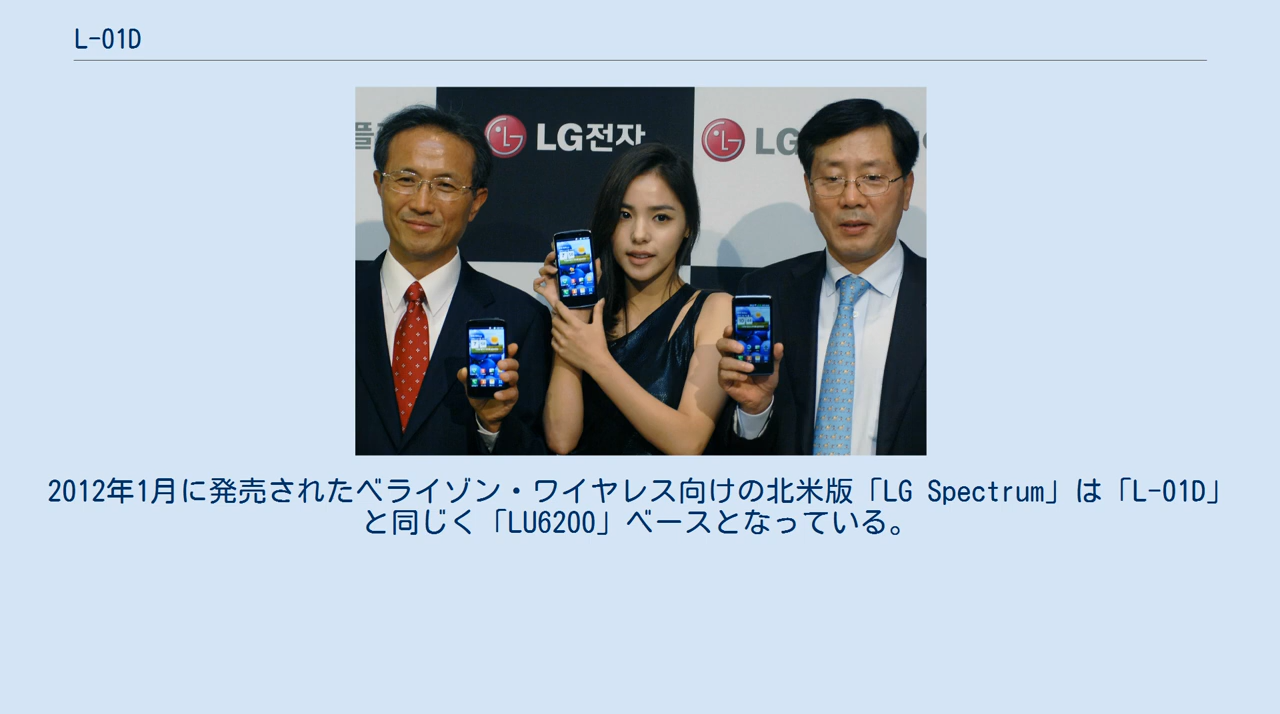 L-01D
LG전자
LG
2012年1月に発売されたベライゾン・ワイヤレス向けの北米版「LG Spectrum」は「L-01D」
と同じく「LU6200」ベースとなっている。